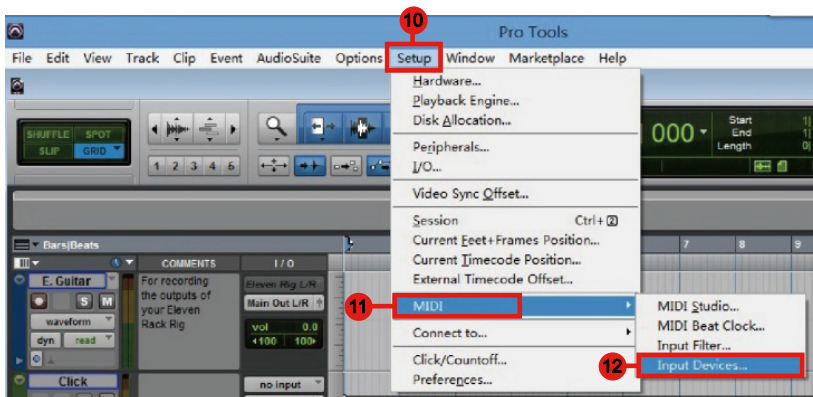 10
Pro Tools
File Edit View Track Clip Event AudioSuite Options Setup Window Marketplace Help
Hardware...
Playback Engine...
Disk Allocation...
Peripherals...
I/O...
Video Sync Offset...
Session Ctrl+2
Current Feet+Frames Position...
Current Timecode Position...
External Timecode Offset...
11
MIDI
Connect to...
Click/Countoff...
Preferences...
MIDI Studio...
MIDI Beat Clock...
Input Filter...
12
Input Devices...
SHUFFLE SPOT
SLIP GRID
1 2 3 4 5
000
Start 1
End 1
Length 0
Bars|Beats
7 8 9
COMMENTS I / O
E. Guitar
S M
waveform
dyn read
For recording
the outputs of
your Eleven
Rack Rig
Eleven Rig L/R
Main Out L/R
vol 0.0
100 100
Click
no input